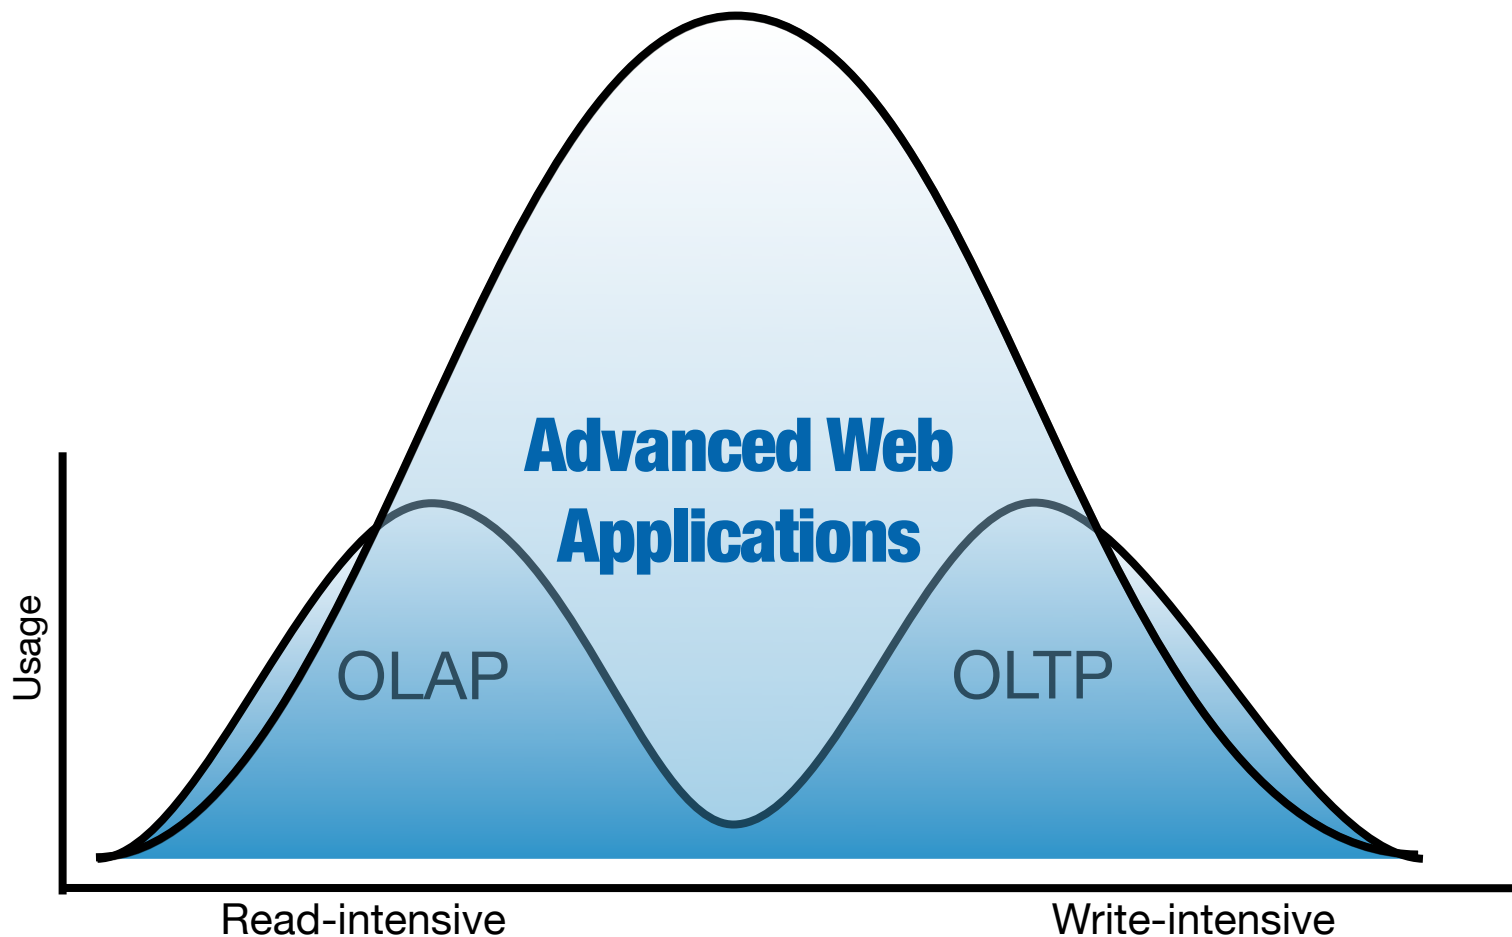 Advanced Web
Applications
OLAP
OLTP
Usage
Read-intensive
Write-intensive